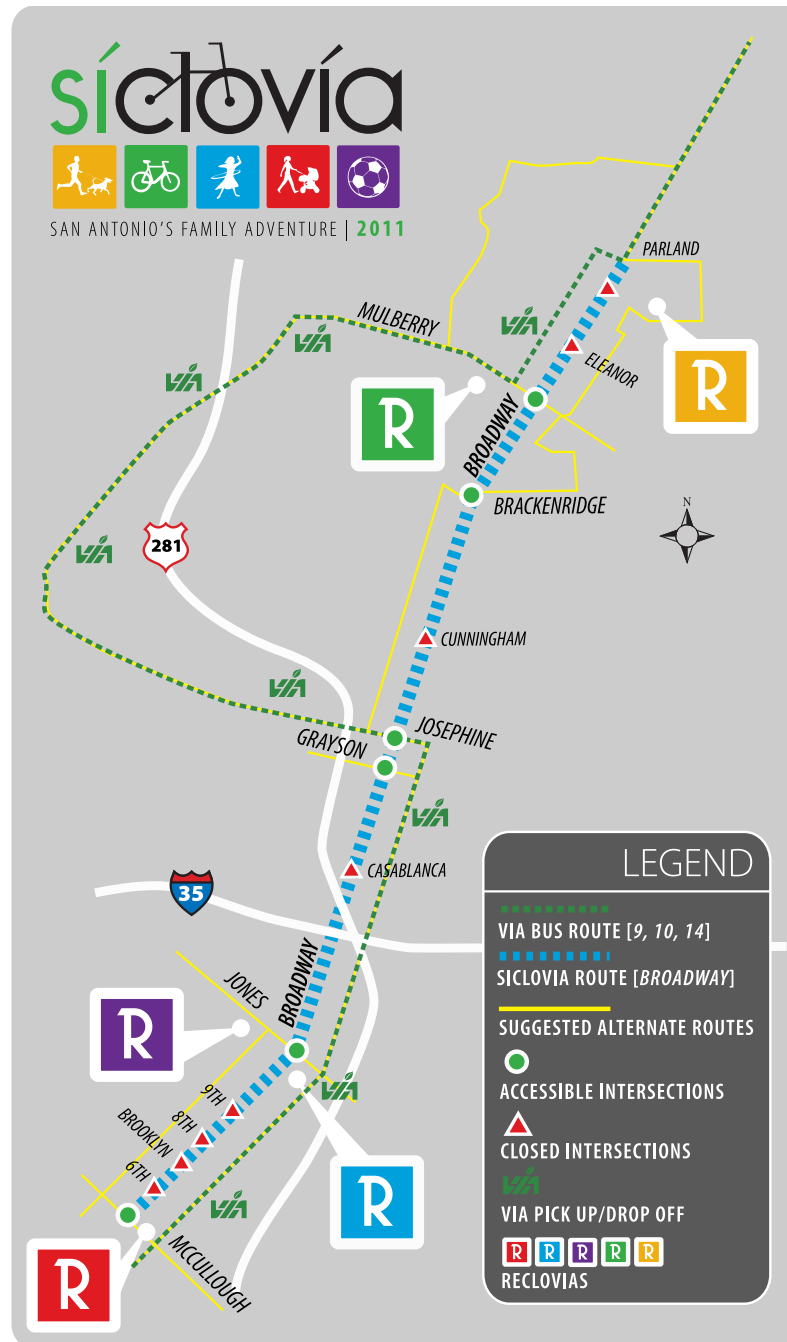 síclovía
SAN ANTONIO'S FAMILY ADVENTURE | 2011
PARLAND
MULBERRY
VIA
VIA
VIA
ELEANOR
R
R
BROADWAY
BRACKENRIDGE
N
281
VIA
CUNNINGHAM
VIA
JOSEPHINE
GRAYSON
VIA
CASABLANCA
35
BROADWAY
JONES
R
9TH
8TH
BROOKLYN
6TH
VIA
VIA
R
MCCULLOUGH
R
LEGEND
VIA BUS ROUTE [9, 10, 14]
SICLOVIA ROUTE [BROADWAY]
SUGGESTED ALTERNATE ROUTES
ACCESSIBLE INTERSECTIONS
CLOSED INTERSECTIONS
VIA
VIA PICK UP/DROP OFF
R R R R R
RECLOVIAS